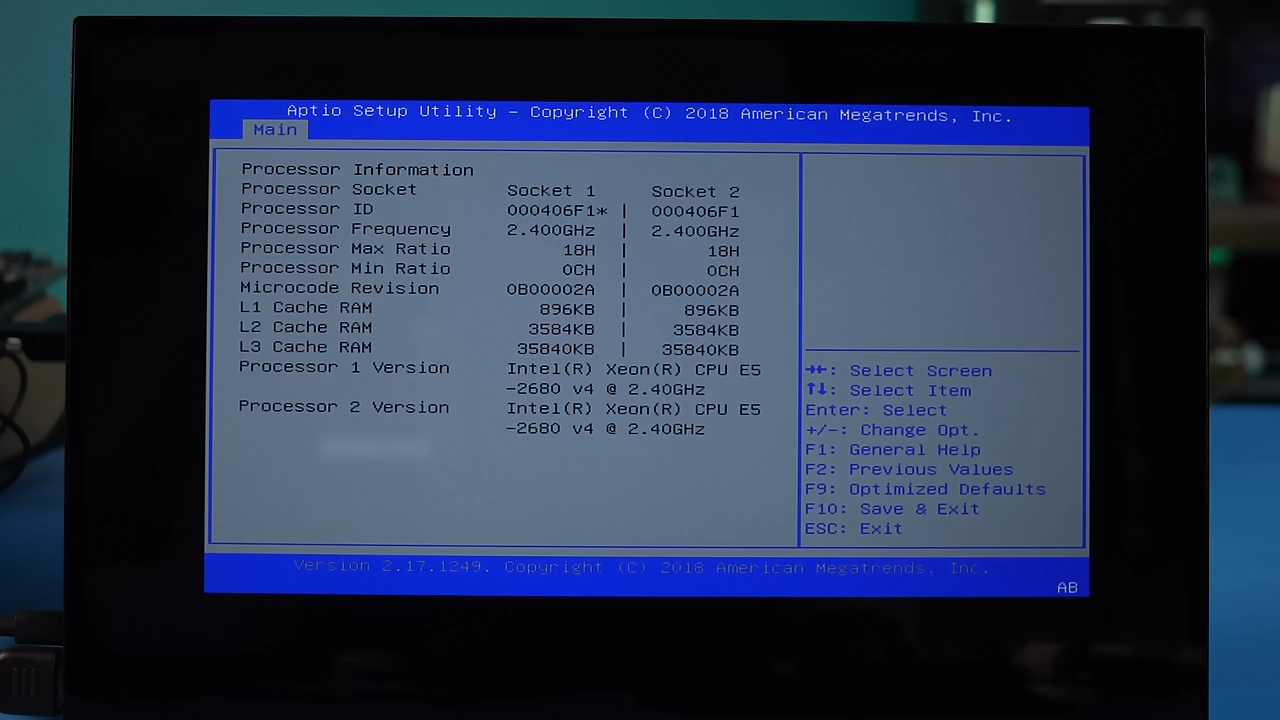 Aptio Setup Utility - Copyright (C) 2018 American Megatrends, Inc.
Main
Processor Information
Processor Socket Socket 1 Socket 2
Processor ID 000406F1* | 000406F1
Processor Frequency 2.400GHz | 2.400GHz
Processor Max Ratio 18H | 18H
Processor Min Ratio 0CH | 0CH
Microcode Revision 0B00002A | 0B00002A
L1 Cache RAM 896KB | 896KB
L2 Cache RAM 3584KB | 3584KB
L3 Cache RAM 35840KB | 35840KB
Processor 1 Version Intel(R) Xeon(R) CPU E5
-2680 v4 @ 2.40GHz
Processor 2 Version Intel(R) Xeon(R) CPU E5
-2680 v4 @ 2.40GHz
→←: Select Screen
↑↓: Select Item
Enter: Select
+/-: Change Opt.
F1: General Help
F2: Previous Values
F9: Optimized Defaults
F10: Save & Exit
ESC: Exit
Version 2.17.1249. Copyright (C) 2018 American Megatrends, Inc.
AB